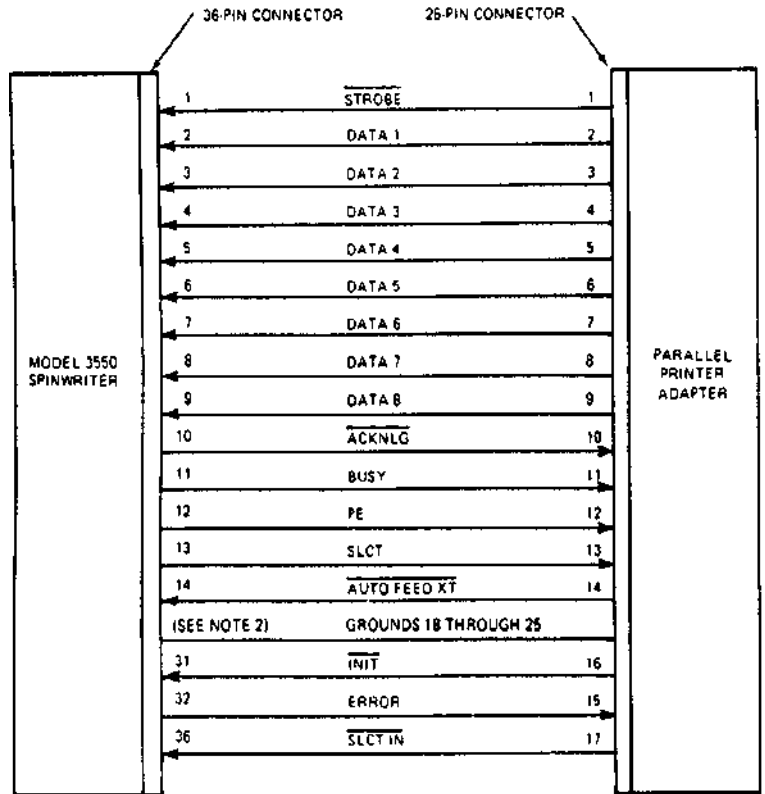 36-PIN CONNECTOR 25-PIN CONNECTOR
1 STROBE 1
2 DATA 1 2
3 DATA 2 3
4 DATA 3 4
5 DATA 4 5
6 DATA 5 6
7 DATA 6 7
8 DATA 7 8
9 DATA 8 9
10 ACKNLG 10
11 BUSY 11
12 PE 12
13 SLCT 13
14 AUTO FEED XT 14
(SEE NOTE 2) GROUNDS 18 THROUGH 25
31 INIT 16
32 ERROR 15
36 SLCT IN 17
MODEL 3550
SPINWRITER
PARALLEL
PRINTER
ADAPTER